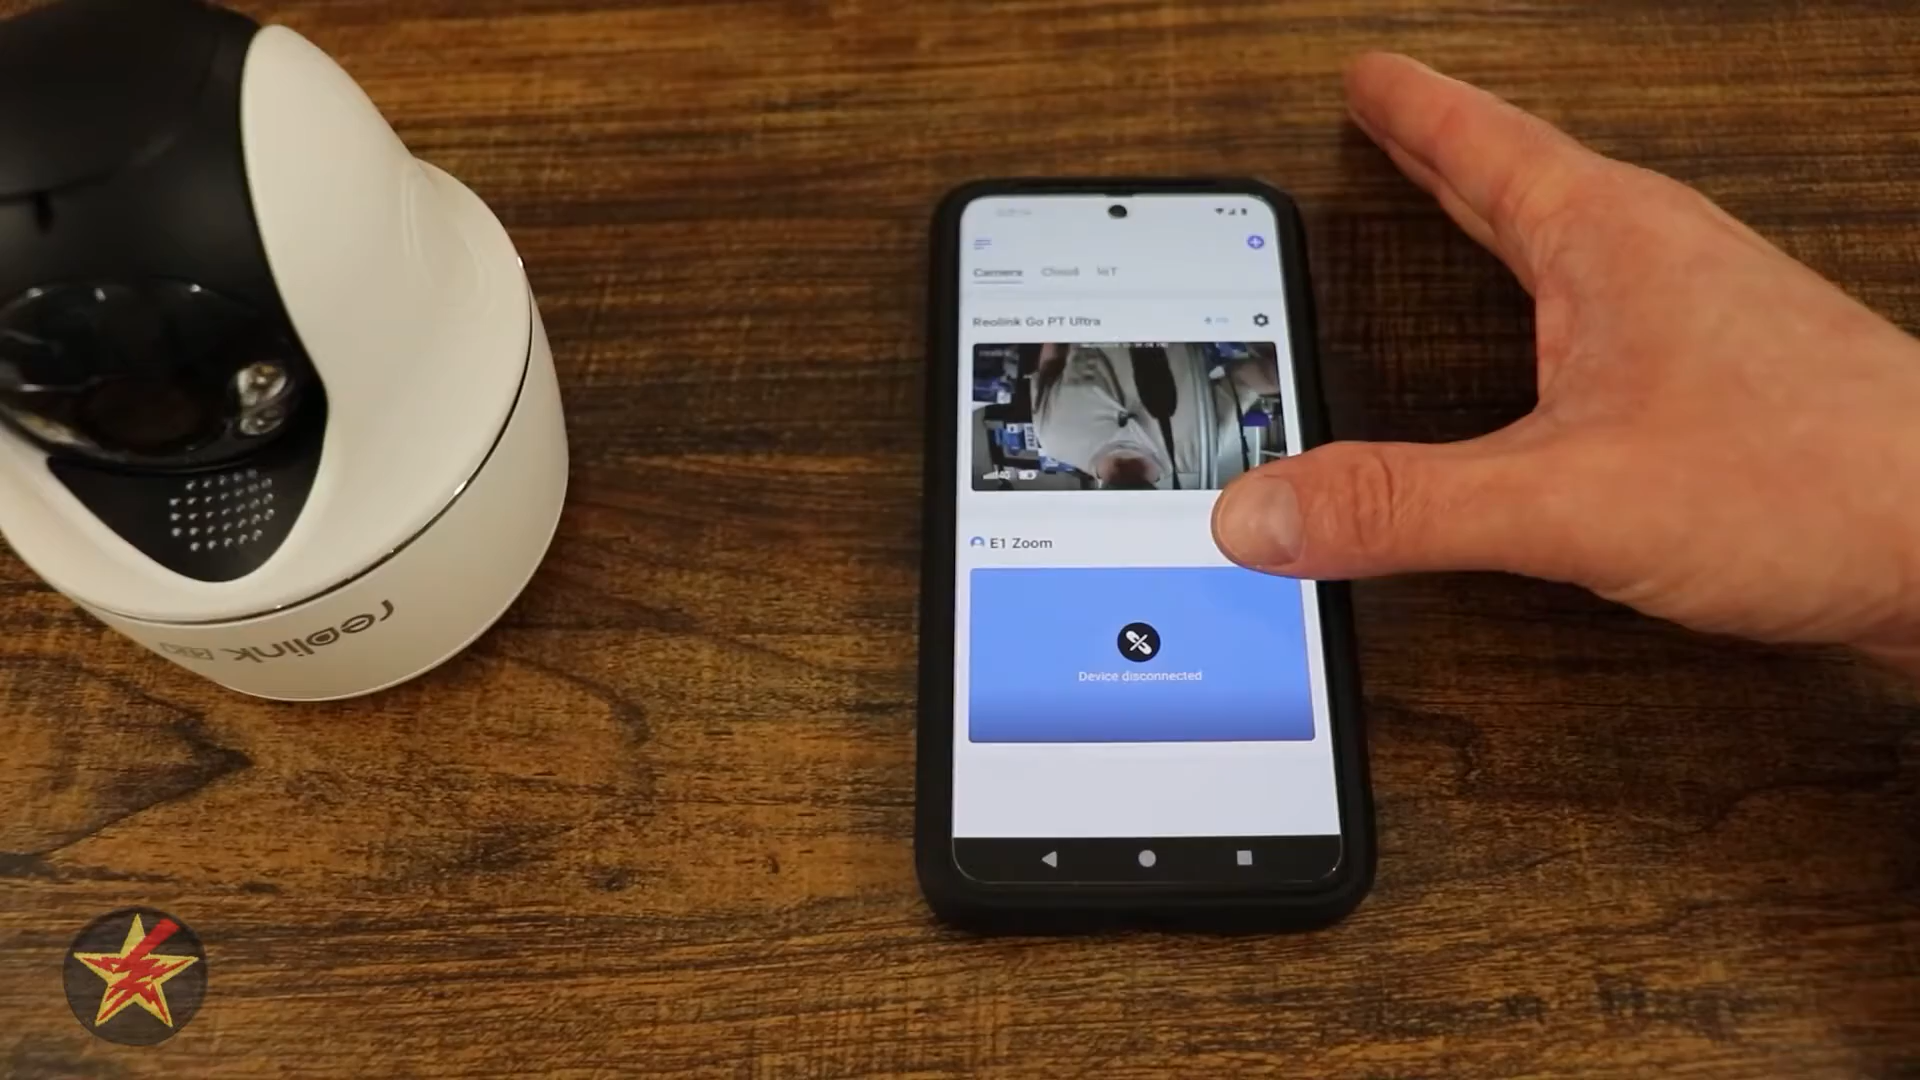 Camera Cloud IoT
Reolink Go PT Ultra
E1 Zoom
Device disconnected
reolink